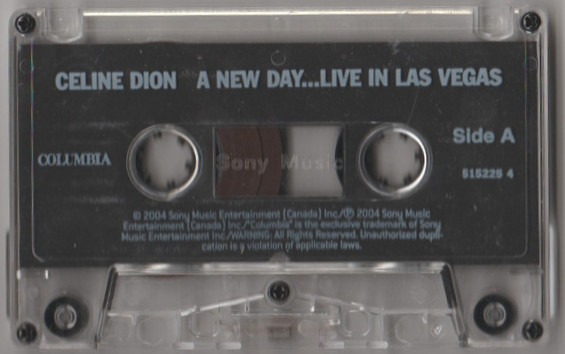 CELINE DION A NEW DAY...LIVE IN LAS VEGAS
Side A
COLUMBIA
Sony Music
515225 4
© 2004 Sony Music Entertainment (Canada) Inc./℗ 2004 Sony Music
Entertainment (Canada) Inc./"Columbia" is the exclusive trademark of Sony
Music Entertainment Inc./WARNING: All Rights Reserved. Unauthorized dupli-
cation is a violation of applicable laws.